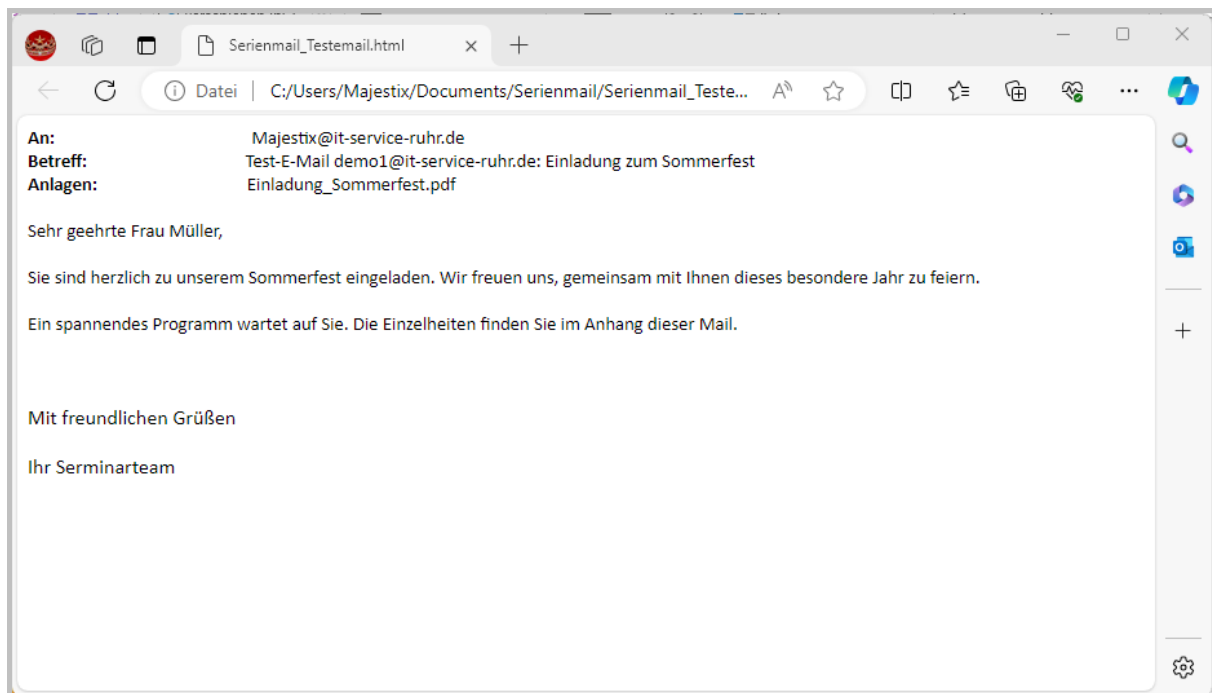 Serienmail_Testemail.html
Datei C:/Users/Majestix/Documents/Serienmail/Serienmail_Teste...
An: Majestix@it-service-ruhr.de
Betreff: Test-E-Mail demo1@it-service-ruhr.de: Einladung zum Sommerfest
Anlagen: Einladung_Sommerfest.pdf
Sehr geehrte Frau Müller,
Sie sind herzlich zu unserem Sommerfest eingeladen. Wir freuen uns, gemeinsam mit Ihnen dieses besondere Jahr zu feiern.
Ein spannendes Programm wartet auf Sie. Die Einzelheiten finden Sie im Anhang dieser Mail.
Mit freundlichen Grüßen
Ihr Serminarteam